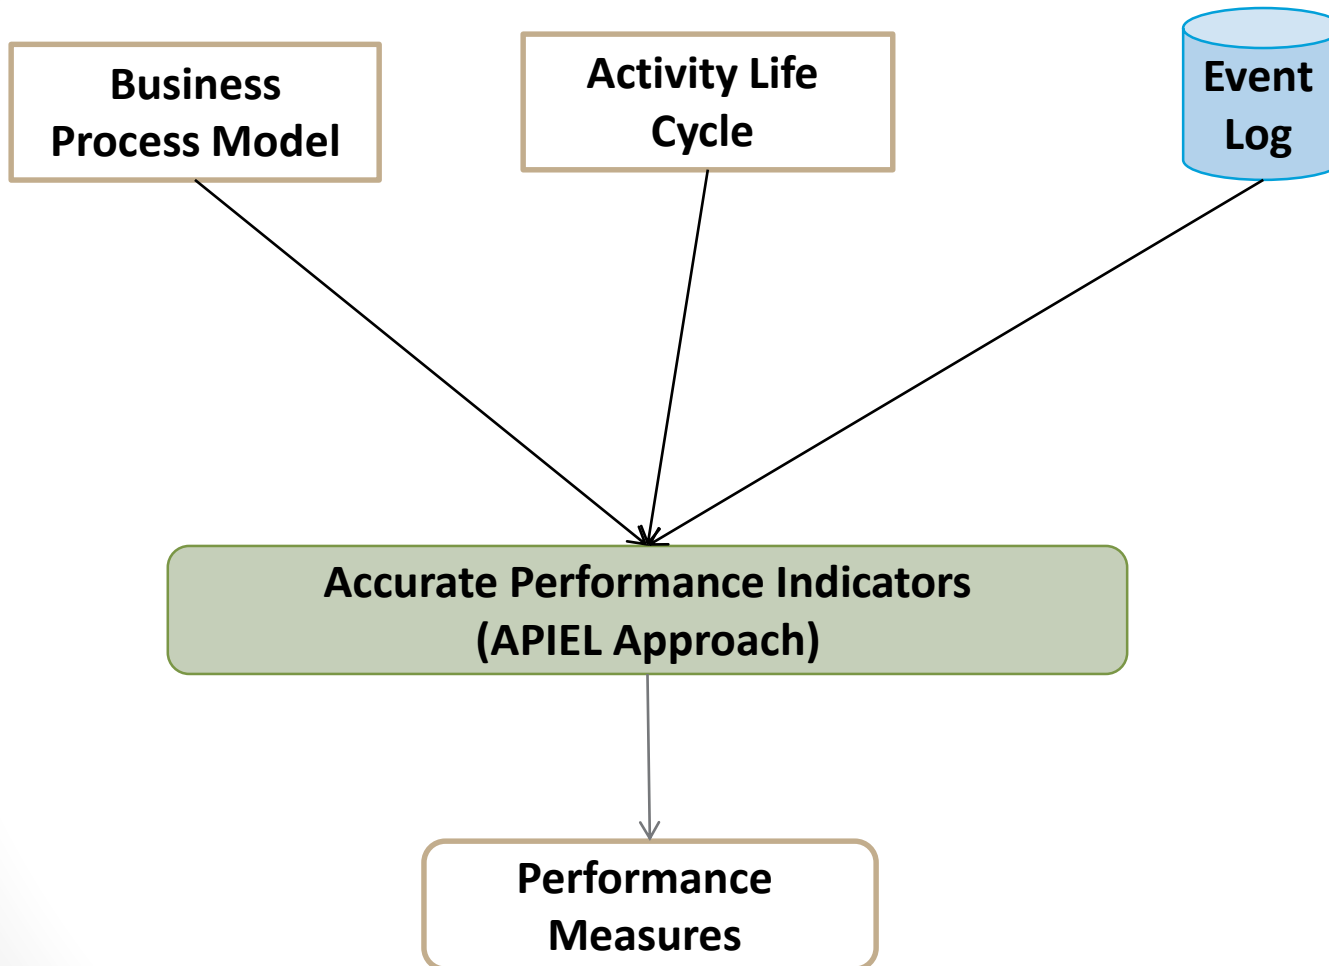 Business
Process Model
Activity Life
Cycle
Event
Log
Accurate Performance Indicators
(APIEL Approach)
Performance
Measures